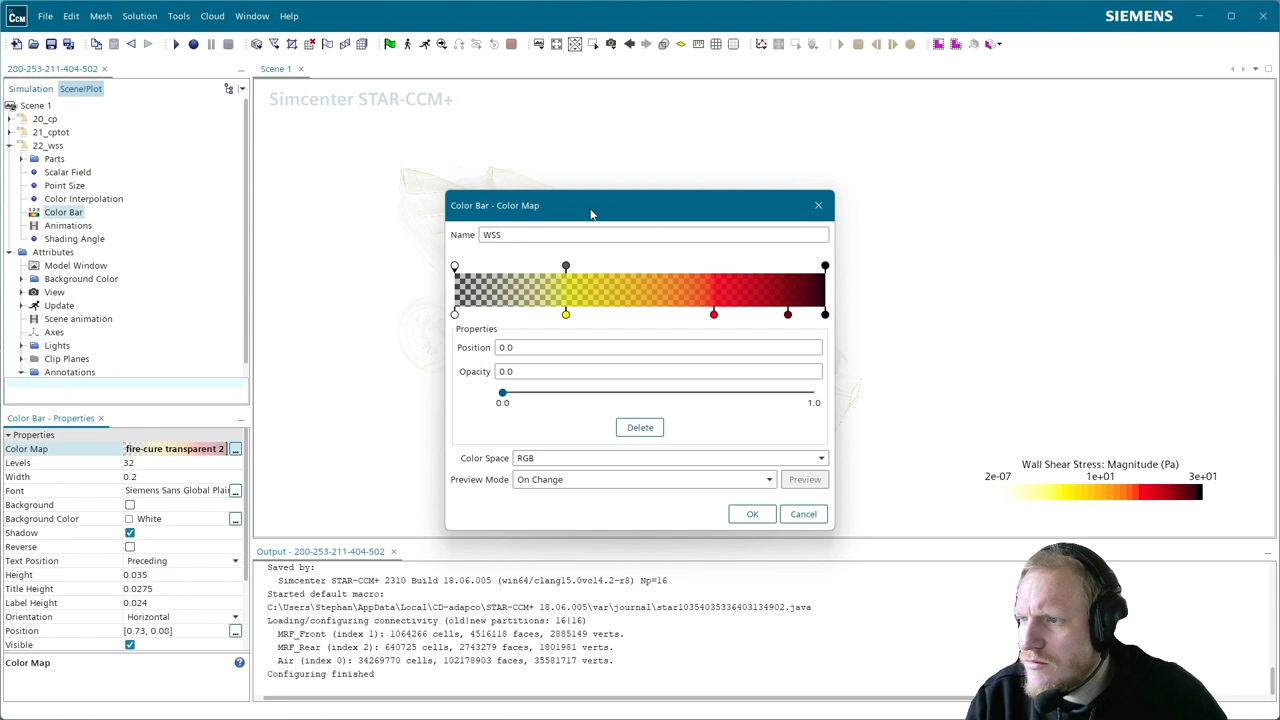 CCM File Edit Mesh Solution Tools Cloud Window Help SIEMENS
280-253-211-404-502
Scene 1
Simulation Scene/Plot
Simcenter STAR-CCM+
Scene 1
20_cp
21_cptot
22_wss
Parts
Scalar Field
Point Size
Color Interpolation
Color Bar
Animations
Shading Angle
Attributes
Model Window
Background Color
View
Update
Scene animation
Axes
Lights
Clip Planes
Annotations
Color Bar - Properties
Properties
Color Map fire-cure transparent 2 ...
Levels 32
Width 0.2
Font Siemens Sans Global Plain ...
Background
Background Color White ...
Shadow
Reverse
Text Position Preceding
Height 0.035
Title Height 0.0275
Label Height 0.024
Orientation Horizontal
Position [0.73, 0.08] ...
Visible
Color Map
Color Bar - Color Map
Name WSS
Properties
Position 0.0
Opacity 0.0
0.0 1.0
Delete
Color Space RGB
Preview Mode On Change Preview
OK Cancel
Wall Shear Stress: Magnitude (Pa)
2e-07 1e+01 3e+01
Output - 280-253-211-404-502
Saved by:
Simcenter STAR-CCM+ 2310 Build 18.06.005 (win64/clang15.0vc14.2-r8) Np=16
Started default macro:
C:\Users\Stephan\AppData\Local\CD-adapco\STAR-CCM+ 18.06.005\var\journal\star10354035336403134902.java
Loading/configuring connectivity (old|new partitions: 16|16)
MRF_Front (index 1): 1064266 cells, 4516118 faces, 2885149 verts.
MRF_Rear (index 2): 640725 cells, 2743279 faces, 1801981 verts.
Air (index 0): 34269770 cells, 102178903 faces, 35581717 verts.
Configuring finished